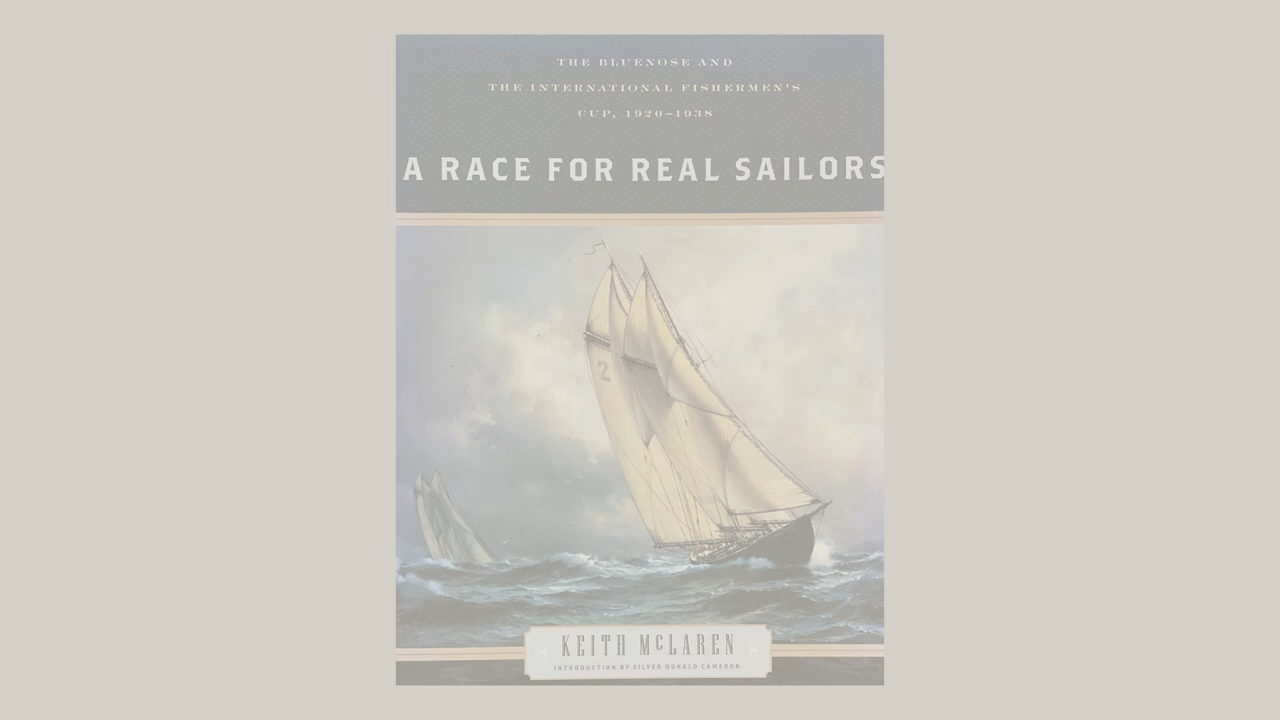 THE BLUENOSE AND
THE INTERNATIONAL FISHERMEN'S
CUP, 1920–1938
A RACE FOR REAL SAILORS
2
KEITH McLAREN
INTRODUCTION BY SILVER DONALD CAMERON